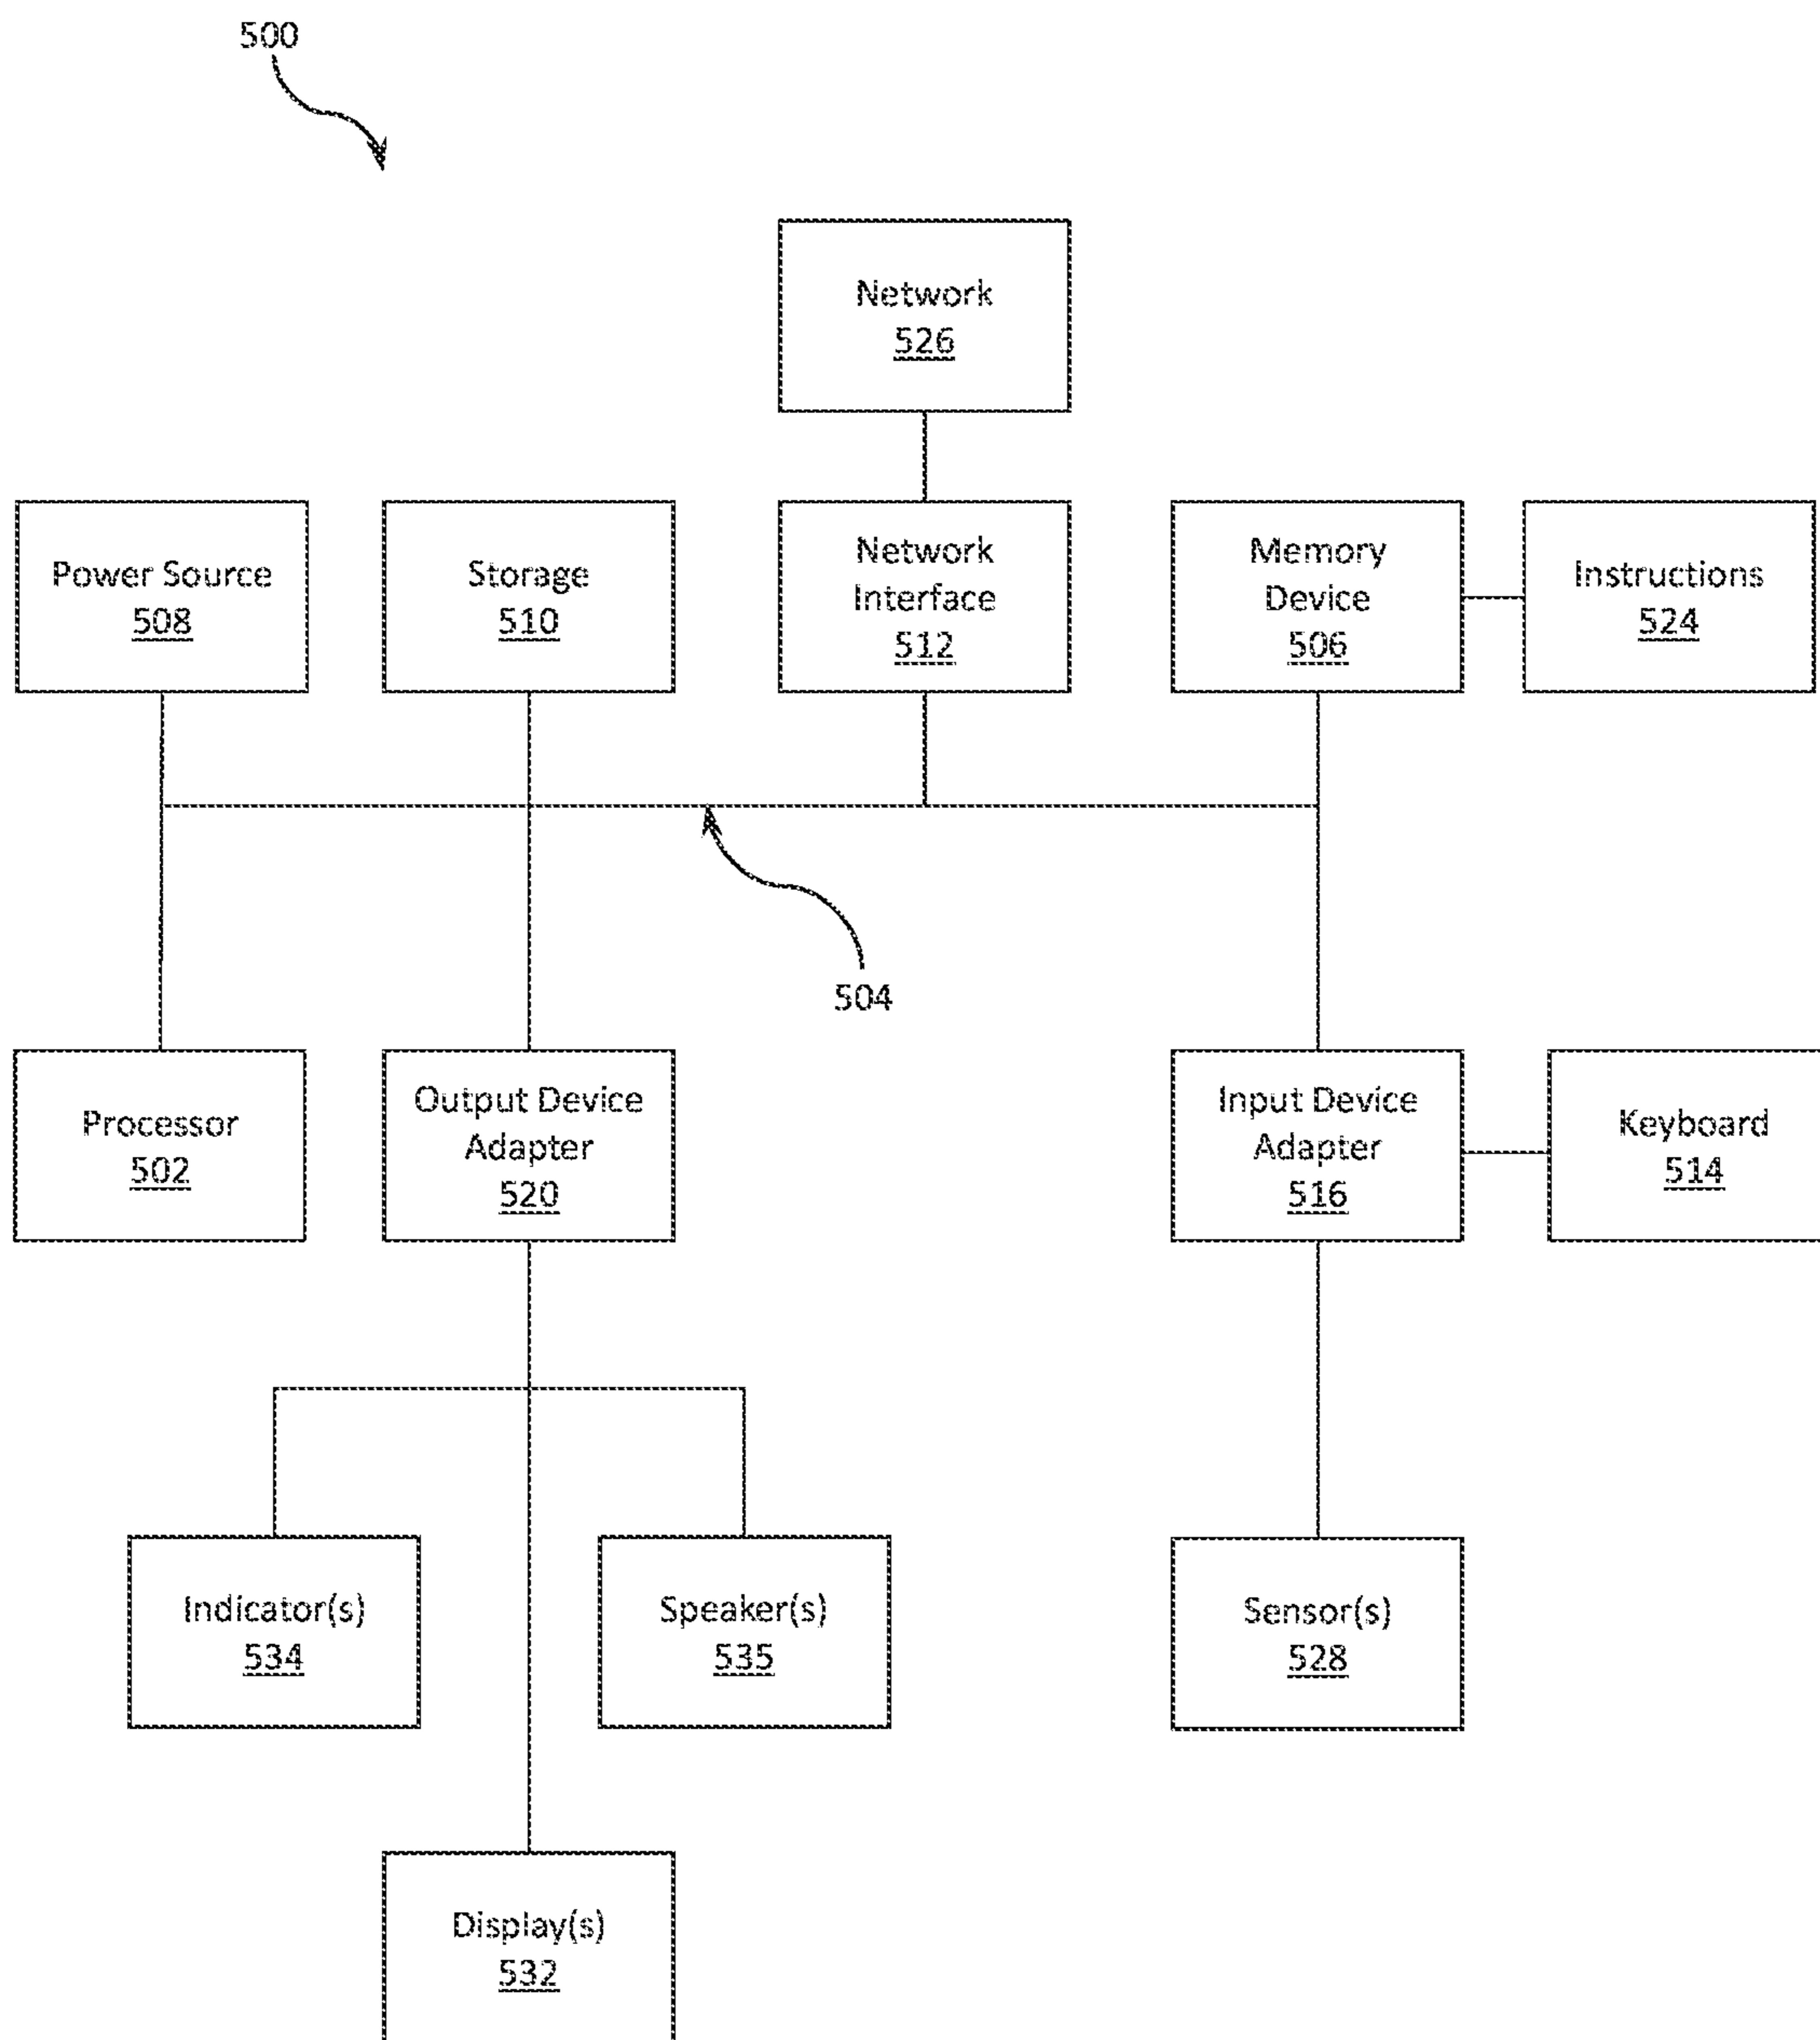 500
Network
526
Power Source
508
Storage
510
Network
Interface
512
Memory
Device
506
Instructions
524
504
Processor
502
Output Device
Adapter
520
Input Device
Adapter
516
Keyboard
514
Indicator(s)
534
Speaker(s)
535
Sensor(s)
528
Display(s)
532